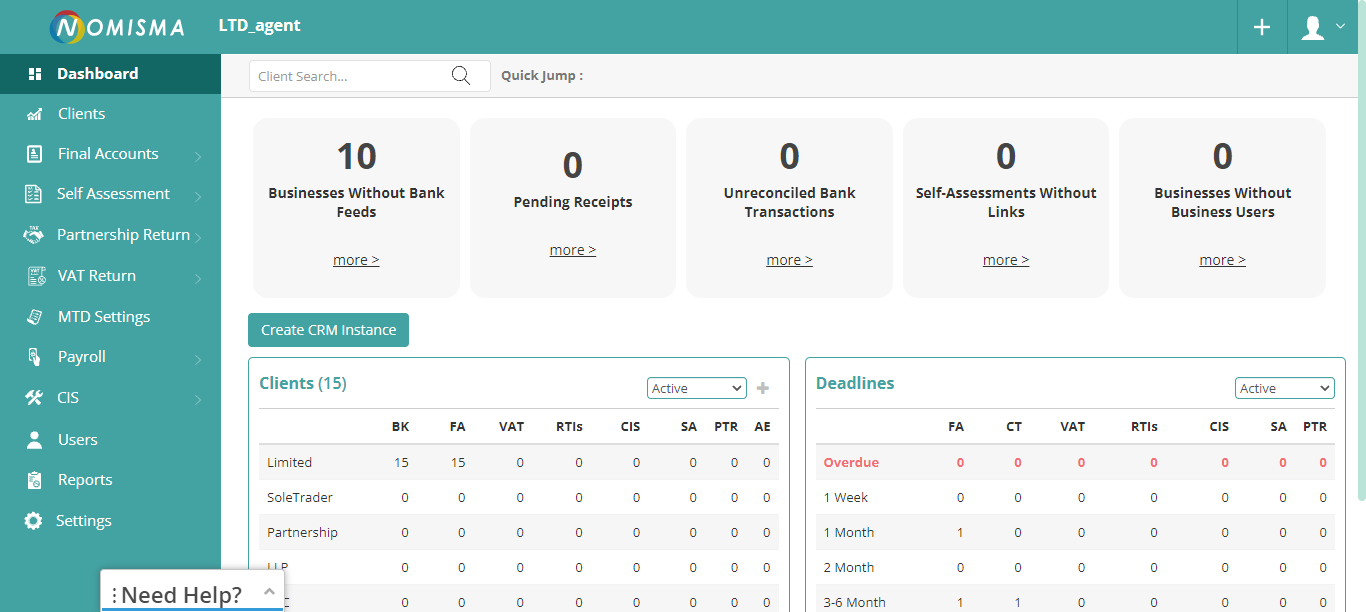 NOMISMA LTD_agent
Dashboard
Clients
Final Accounts
Self Assessment
TAX
Partnership Return
VAT
VAT Return
MTD Settings
Payroll
CIS
Users
Reports
Settings
Client Search... Quick Jump :
10 0 0 0 0
Businesses Without Bank Pending Receipts Unreconciled Bank Self-Assessments Without Businesses Without
Feeds Transactions Links Business Users
more > more > more > more > more >
Create CRM Instance
Clients (15) Active
BK FA VAT RTIs CIS SA PTR AE
Limited 15 15 0 0 0 0 0 0
SoleTrader 0 0 0 0 0 0 0 0
Partnership 0 0 0 0 0 0 0 0
LLP 0 0 0 0 0 0 0 0
C 0 0 0 0 0 0 0 0
Deadlines Active
FA CT VAT RTIs CIS SA PTR
Overdue 0 0 0 0 0 0 0
1 Week 0 0 0 0 0 0 0
1 Month 1 0 0 0 0 0 0
2 Month 0 0 0 0 0 0 0
3-6 Month 1 1 0 0 0 0 0
Need Help?